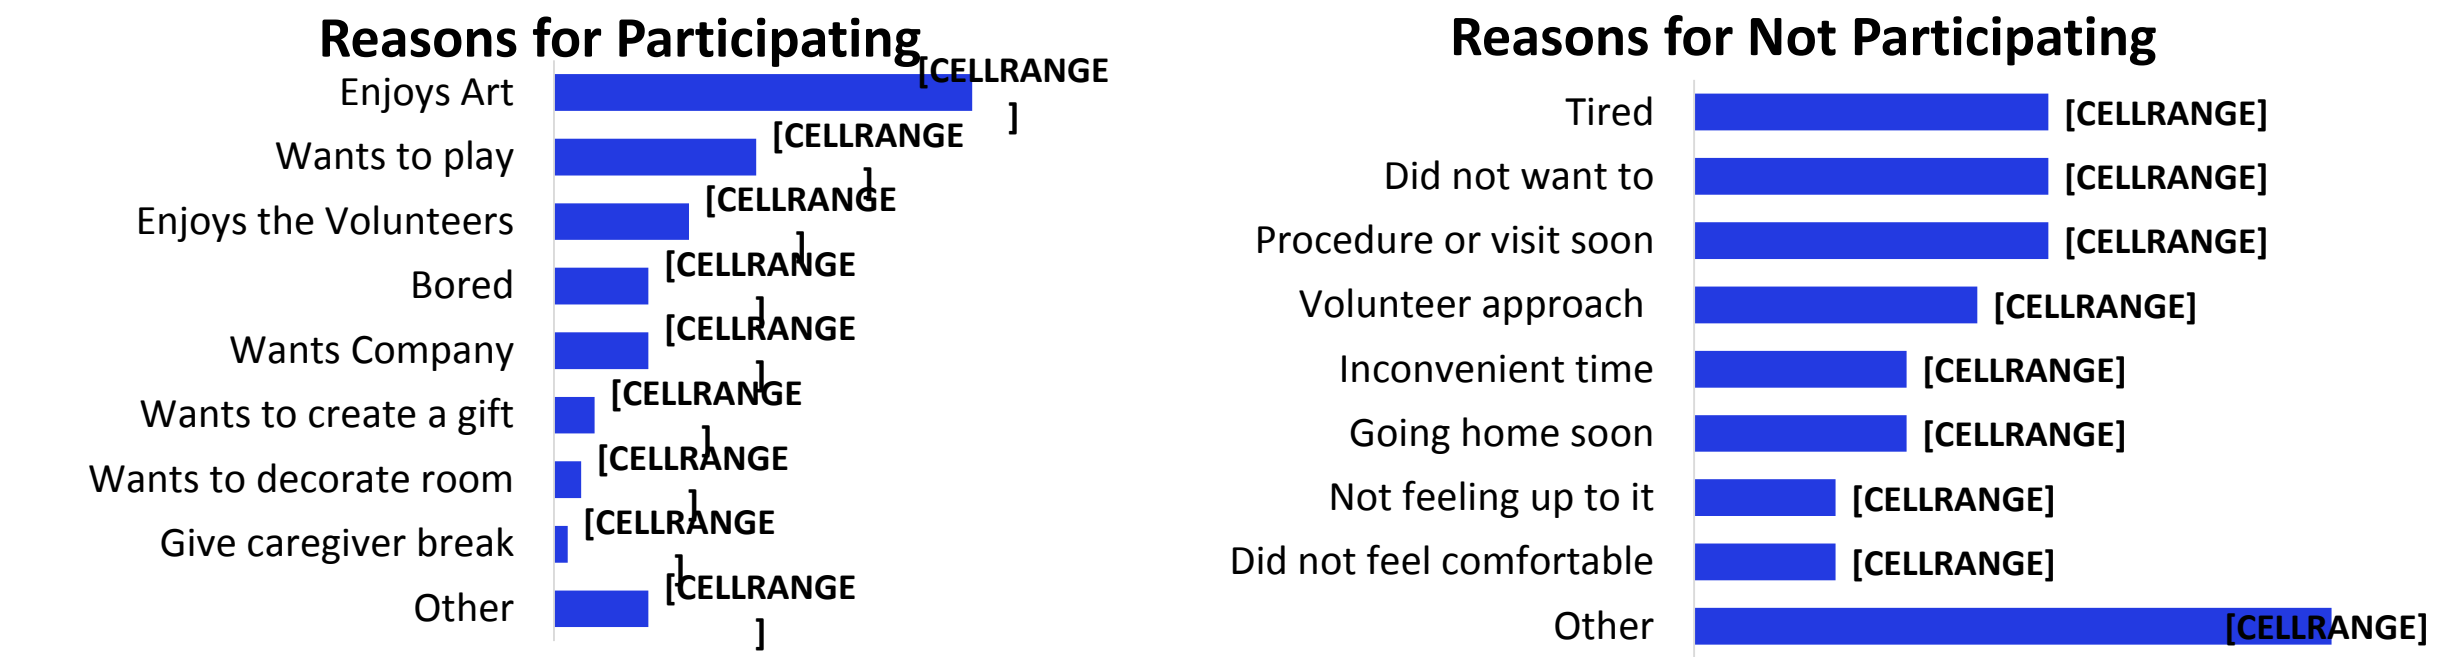 Reasons for Participating
Enjoys Art
[CELLRANGE
]
Wants to play
[CELLRANGE
]
Enjoys the Volunteers
[CELLRANGE
]
Bored
[CELLRANGE
]
Wants Company
[CELLRANGE
]
Wants to create a gift
[CELLRANGE
]
Wants to decorate room
[CELLRANGE
]
Give caregiver break
[CELLRANGE
]
Other
[CELLRANGE
]
Reasons for Not Participating
Tired [CELLRANGE]
Did not want to [CELLRANGE]
Procedure or visit soon [CELLRANGE]
Volunteer approach [CELLRANGE]
Inconvenient time [CELLRANGE]
Going home soon [CELLRANGE]
Not feeling up to it [CELLRANGE]
Did not feel comfortable [CELLRANGE]
Other [CELLRANGE]